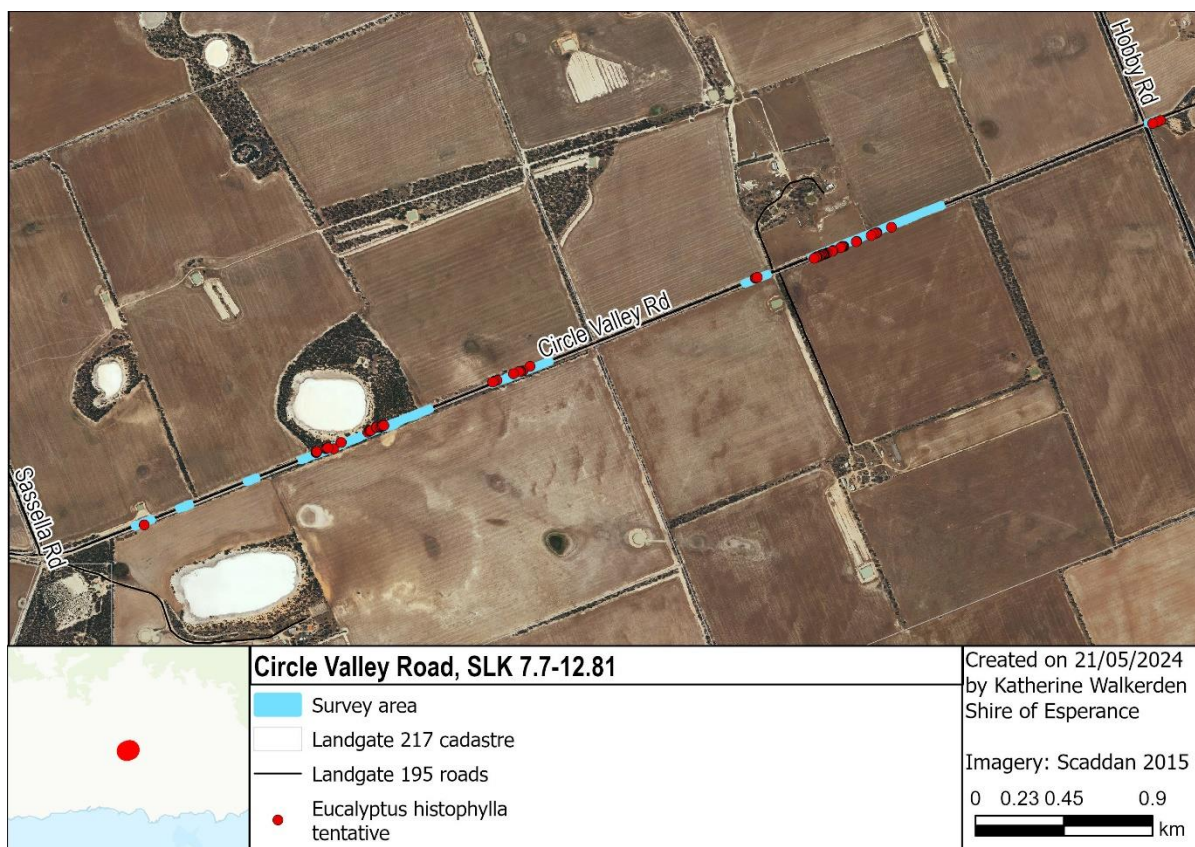 Hobby Rd
Circle Valley Rd
Sassella Rd
Circle Valley Road, SLK 7.7-12.81
Survey area
Landgate 217 cadastre
Landgate 195 roads
Eucalyptus histophylla
tentative
Created on 21/05/2024
by Katherine Walkerden
Shire of Esperance
Imagery: Scaddan 2015
0 0.23 0.45 0.9
km